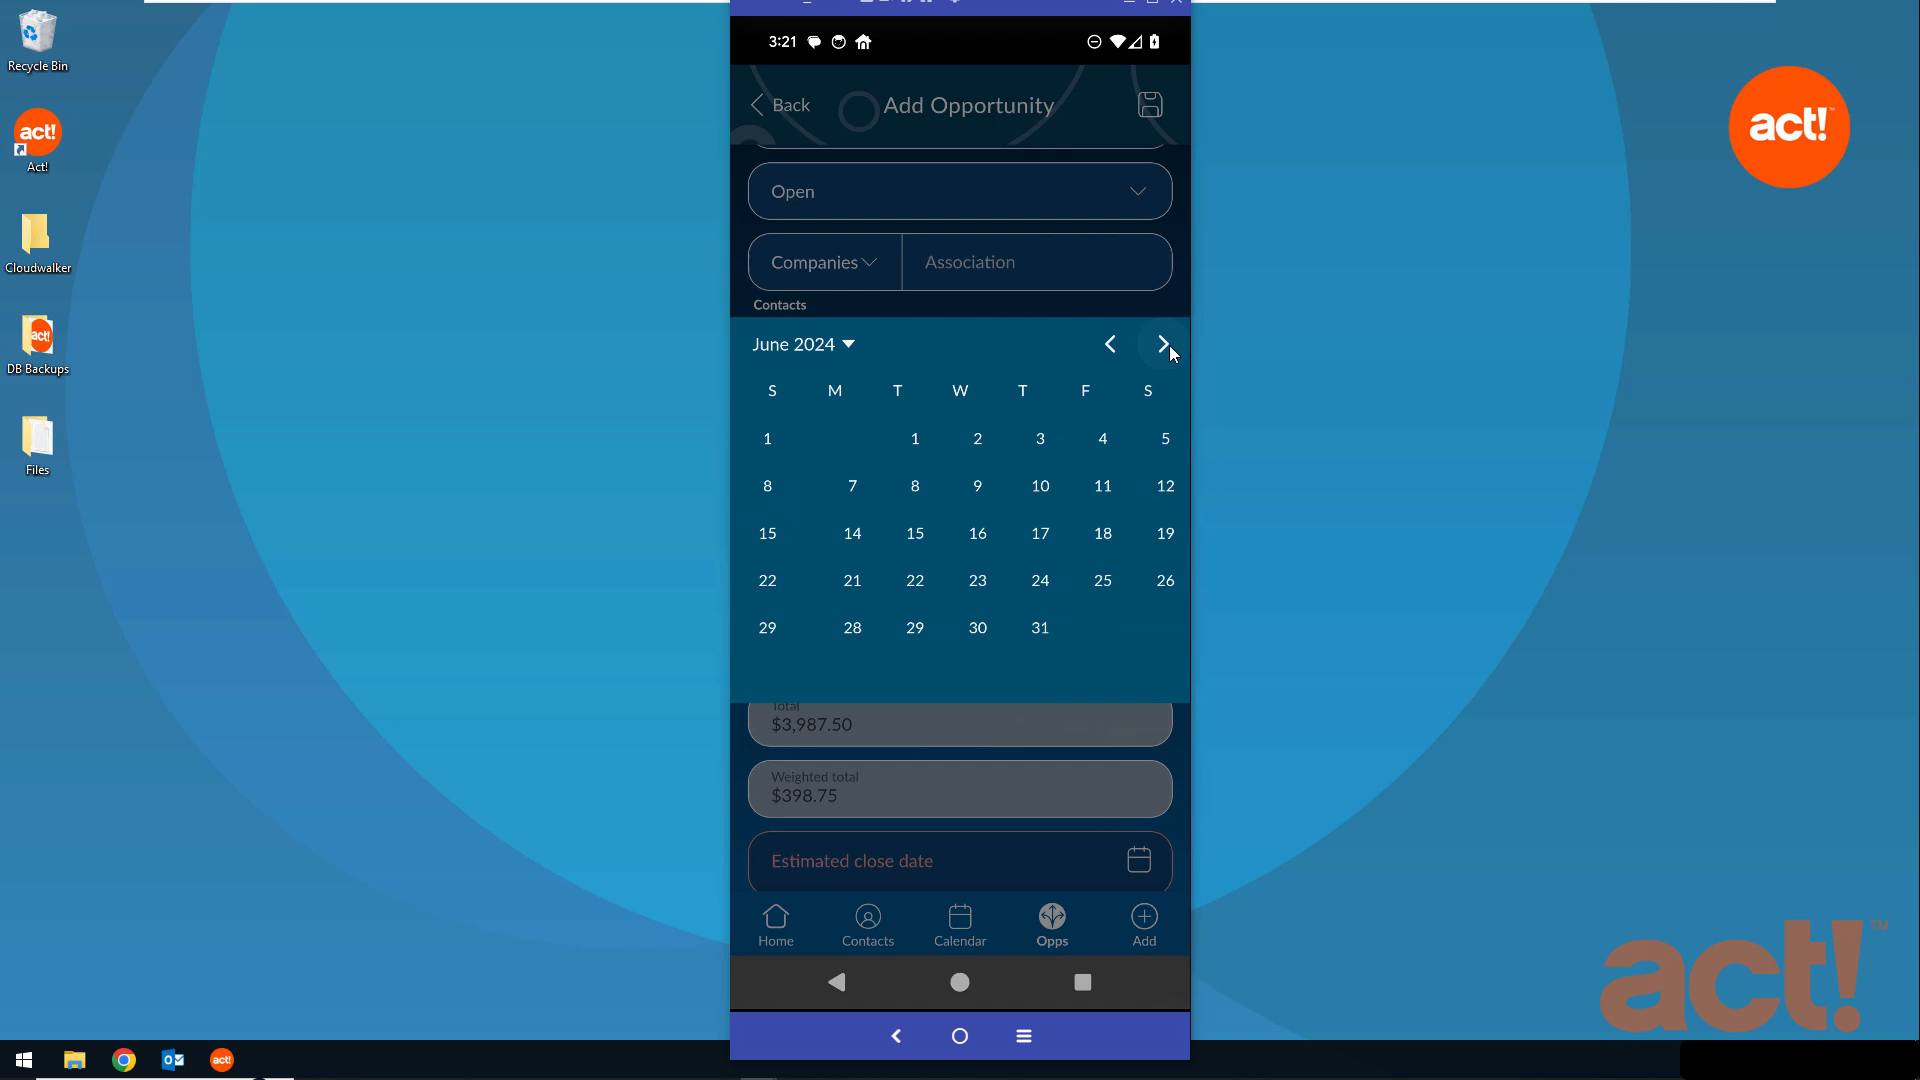 Recycle Bin
act!
Act!
Cloudwalker
act!
DB Backups
Files
3:21
Back
Add Opportunity
Open
Companies
Association
Contacts
June 2024
S M T W T F S
1 1 2 3 4 5
8 7 8 9 10 11 12
15 14 15 16 17 18 19
22 21 22 23 24 25 26
29 28 29 30 31
Total
$3,987.50
Weighted total
$398.75
Estimated close date
Home
Contacts
Calendar
Opps
Add
act!™
act!™
act!